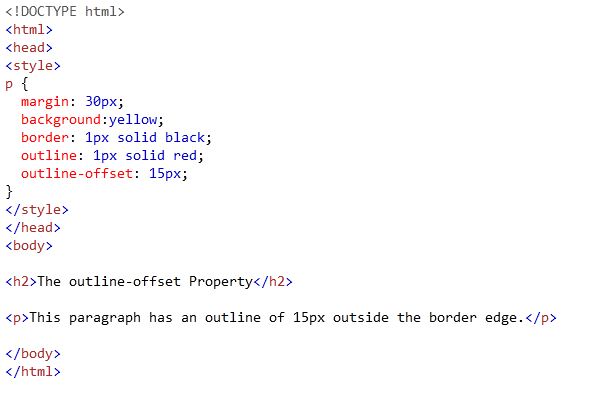 <!DOCTYPE html>
<html>
<head>
<style>
p {
  margin: 30px;
  background:yellow;
  border: 1px solid black;
  outline: 1px solid red;
  outline-offset: 15px;
}
</style>
</head>
<body>

<h2>The outline-offset Property</h2>

<p>This paragraph has an outline of 15px outside the border edge.</p>

</body>
</html>